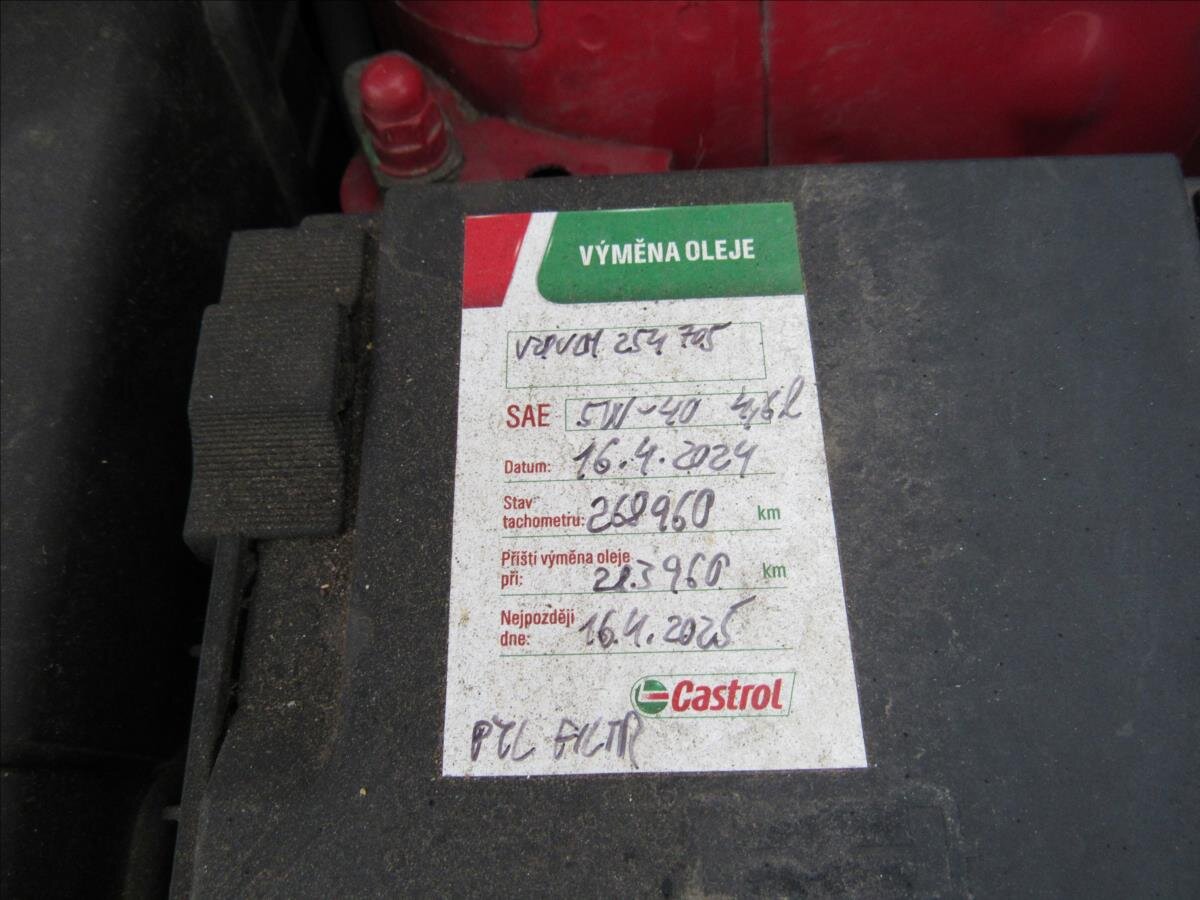 VÝMĚNA OLEJE
254 705
SAE 5W-40 4,6l
Datum: 16.4.2024
Stav
tachometru: 268960 km
Příští výměna oleje
při: 283960 km
Nejpozději
dne: 16.4.2025
Castrol
PYL FILTR